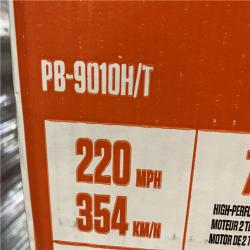 PB-9010H/T
220 MPH
354 KM/H
HIGH-PERF
MOTEUR 2 T
MOTOR DE 2 T